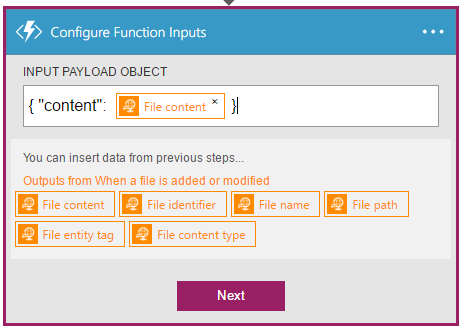 Configure Function Inputs ...
INPUT PAYLOAD OBJECT
{ "content": File content × }
You can insert data from previous steps...
Outputs from When a file is added or modified
File content File identifier File name File path
File entity tag File content type
Next